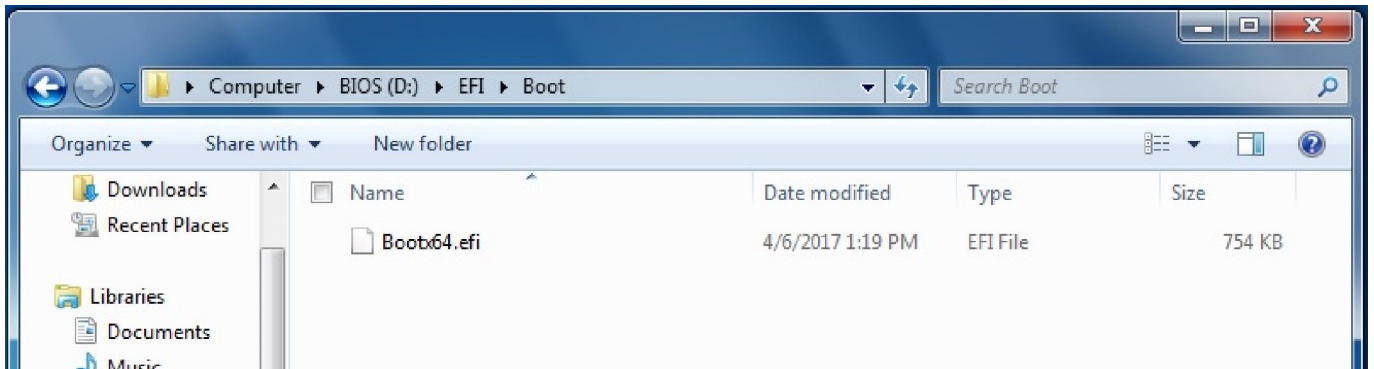 Computer BIOS (D:) EFI Boot Search Boot
Organize Share with New folder
Downloads
Recent Places
Libraries
Documents
Music
Name Date modified Type Size
Bootx64.efi 4/6/2017 1:19 PM EFI File 754 KB